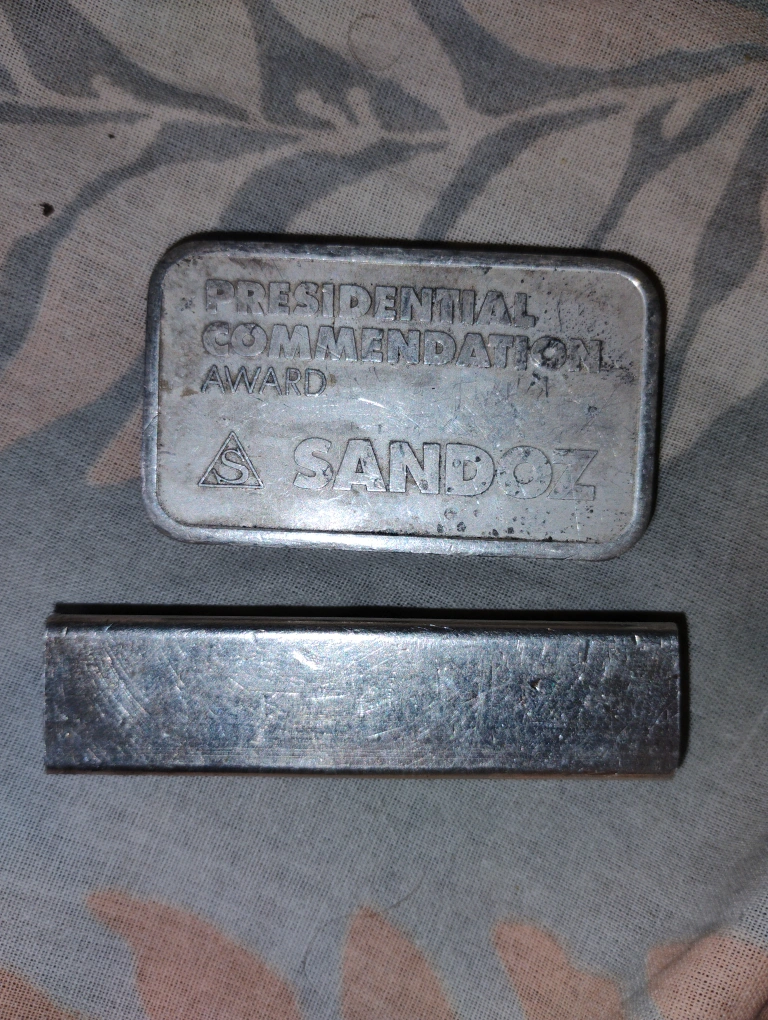 PRESIDENTIAL
COMMENDATION
AWARD
S SANDOZ